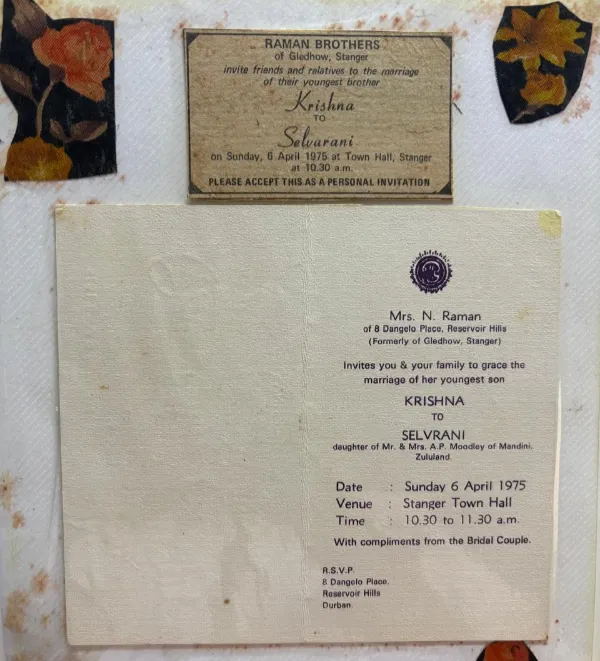 RAMAN BROTHERS
of Gledhow, Stanger
invite friends and relatives to the marriage
of their youngest brother
Krishna
TO
Selvarani
on Sunday, 6 April 1975 at Town Hall, Stanger
at 10.30 a.m.
PLEASE ACCEPT THIS AS A PERSONAL INVITATION
Mrs. N. Raman
of 8 Dangelo Place, Reservoir Hills
(Formerly of Gledhow, Stanger)
Invites you & your family to grace the
marriage of her youngest son
KRISHNA
TO
SELVRANI
daughter of Mr. & Mrs. A.P. Moodley of Mandini,
Zululand.
Date : Sunday 6 April 1975
Venue : Stanger Town Hall
Time : 10.30 to 11.30 a.m.
With compliments from the Bridal Couple.
R.S.V.P.
8 Dangelo Place,
Reservoir Hills
Durban.